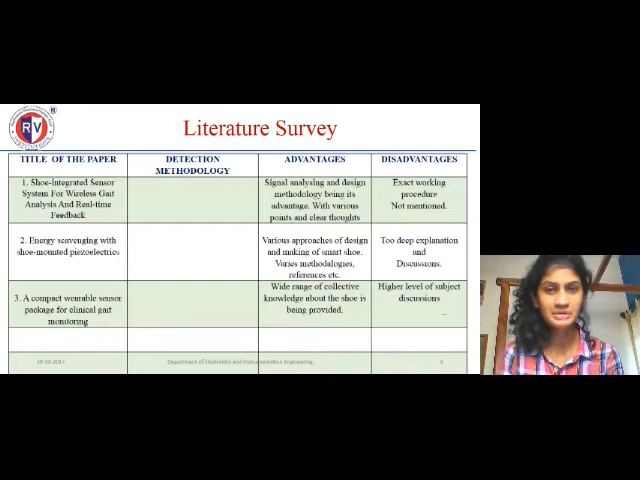 RV
INSTITUTIONS
Literature Survey
TITLE OF THE PAPER
DETECTION
METHODOLOGY
ADVANTAGES
DISADVANTAGES
1. Shoe-integrated Sensor
System For Wireless Gait
Analysis And Real-time
Feedback
Signal analysing and design
methodology being its
advantage. With various
points and clear thoughts
Exact working
procedure
Not mentioned.
2. Energy scavenging with
shoe-mounted piezoelectrics
Various approaches of design
and making of smart shoe.
Varies methodalogies,
references etc.
Too deep explanation
and
Discussions.
3. A compact wearable sensor
package for clinical gait
monitoring
Wide range of collective
knowledge about the shoe is
being provided.
Higher level of subject
discussions
Department of Electronics and Instrumentation Engineering